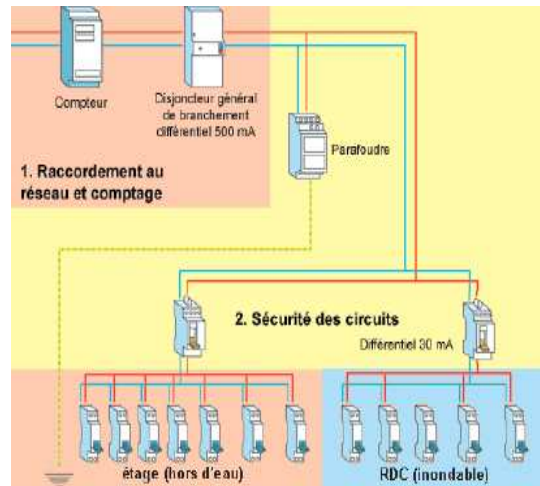 Compteur
Disjoncteur général
de branchement
différentiel 500 mA
Parafoudre
1. Raccordement au
réseau et comptage
2. Sécurité des circuits
Différentiel 30 mA
étage (hors d'eau)
RDC (inondable)